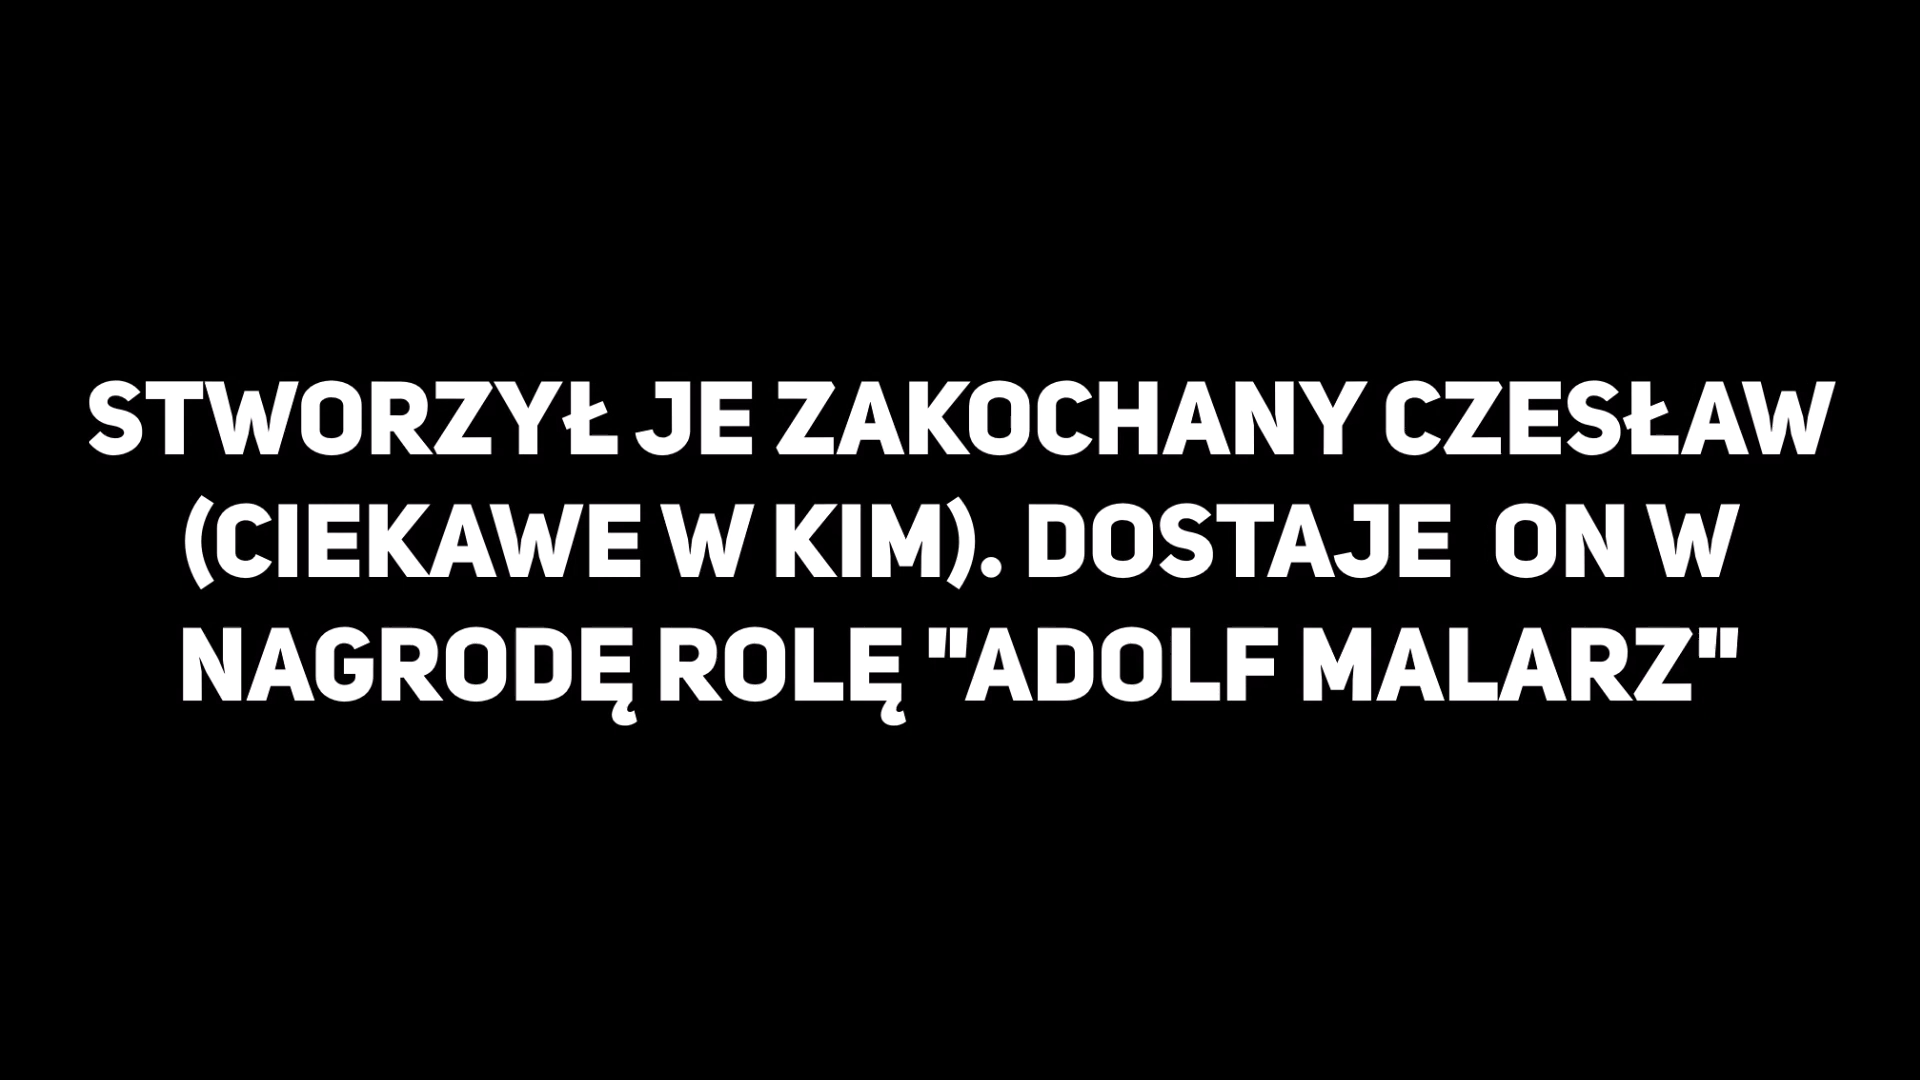 STWORZYŁ JE ZAKOCHANY CZESŁAW
(CIEKAWE W KIM). DOSTAJE  ON W
NAGRODĘ ROLĘ "ADOLF MALARZ"